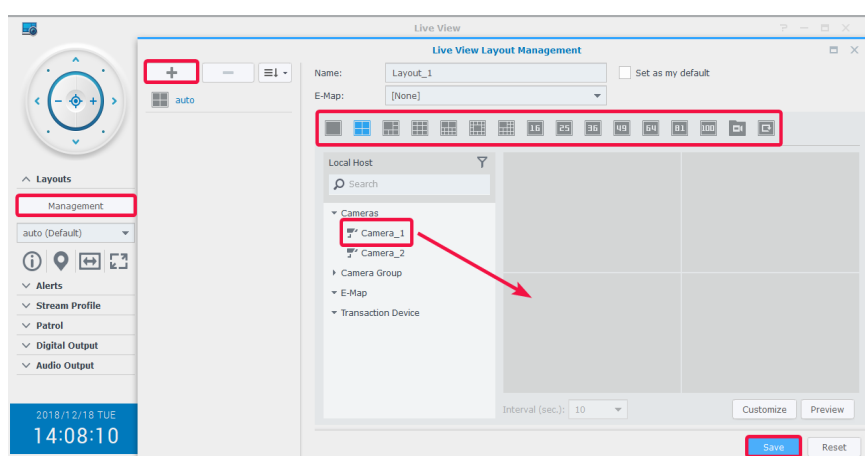 Live View
Live View Layout Management
Name: Layout_1 Set as my default
auto
E-Map: [None]
16 25 36 49 64 81 100
Local Host
Search
Layouts
Management
auto (Default)
Cameras
Camera_1
Camera_2
Camera Group
E-Map
Transaction Device
Alerts
Stream Profile
Patrol
Digital Output
Audio Output
Interval (sec.): 10 Customize Preview
2018/12/18 TUE
14:08:10
Save Reset